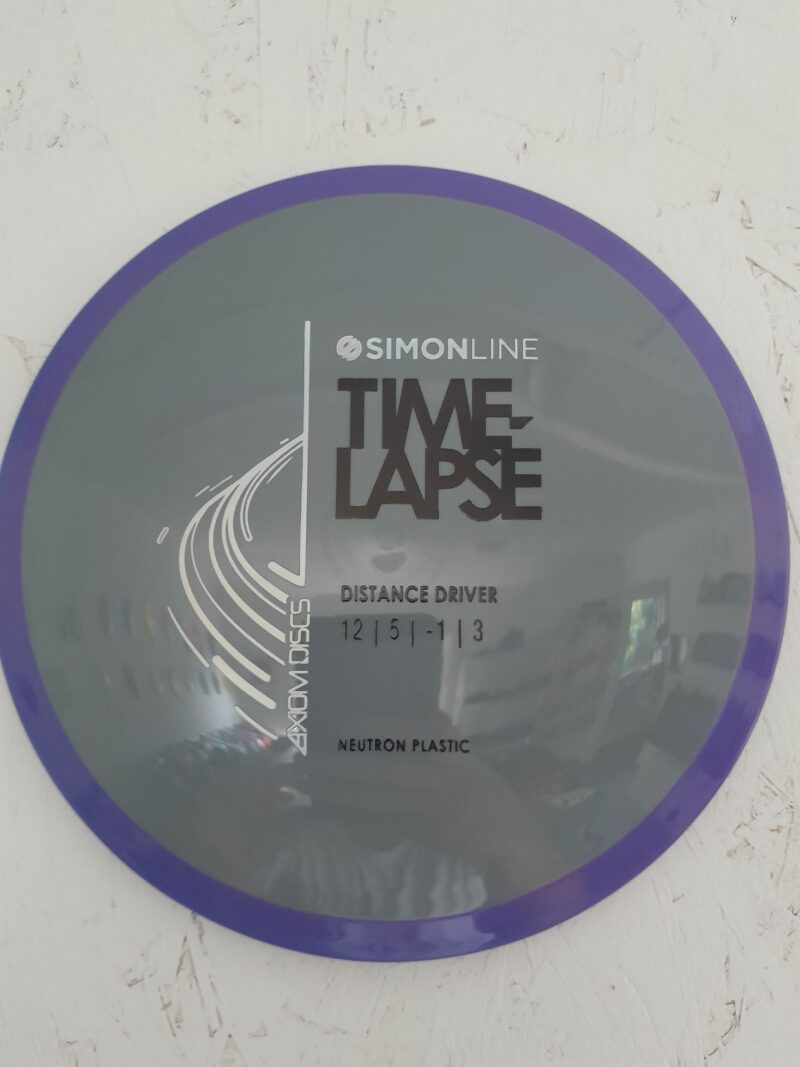 SIMONLINE
TIME-
LAPSE
DISTANCE DRIVER
12 | 5 | -1 | 3
NEUTRON PLASTIC
AXIOM DISCS